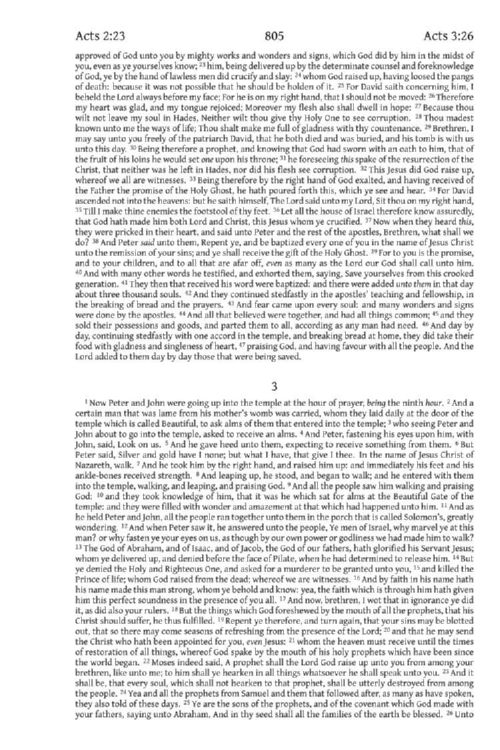 Acts 2:23 805 Acts 3:26
approved of God unto you by mighty works and wonders and signs, which God did by him in the midst of
you, even as ye yourselves know; 23 him, being delivered up by the determinate counsel and foreknowledge
of God, ye by the hand of lawless men did crucify and slay: 24 whom God raised up, having loosed the pangs
of death: because it was not possible that he should be holden of it. 25 For David saith concerning him, I
beheld the Lord always before my face; For he is on my right hand, that I should not be moved: 26 Therefore
my heart was glad, and my tongue rejoiced; Moreover my flesh also shall dwell in hope: 27 Because thou
wilt not leave my soul in Hades, Neither wilt thou give thy Holy One to see corruption. 28 Thou madest
known unto me the ways of life; Thou shalt make me full of gladness with thy countenance. 29 Brethren, I
may say unto you freely of the patriarch David, that he both died and was buried, and his tomb is with us
unto this day. 30 Being therefore a prophet, and knowing that God had sworn with an oath to him, that of
the fruit of his loins he would set one upon his throne; 31 he foreseeing this spake of the resurrection of the
Christ, that neither was he left in Hades, nor did his flesh see corruption. 32 This Jesus did God raise up,
whereof we all are witnesses. 33 Being therefore by the right hand of God exalted, and having received of
the Father the promise of the Holy Ghost, he hath poured forth this, which ye see and hear. 34 For David
ascended not into the heavens: but he saith himself, The Lord said unto my Lord, Sit thou on my right hand,
35 Till I make thine enemies the footstool of thy feet. 36 Let all the house of Israel therefore know assuredly,
that God hath made him both Lord and Christ, this Jesus whom ye crucified. 37 Now when they heard this,
they were pricked in their heart, and said unto Peter and the rest of the apostles, Brethren, what shall we
do? 38 And Peter said unto them, Repent ye, and be baptized every one of you in the name of Jesus Christ
unto the remission of your sins; and ye shall receive the gift of the Holy Ghost. 39 For to you is the promise,
and to your children, and to all that are afar off, even as many as the Lord our God shall call unto him.
40 And with many other words he testified, and exhorted them, saying, Save yourselves from this crooked
generation. 41 They then that received his word were baptized: and there were added unto them in that day
about three thousand souls. 42 And they continued stedfastly in the apostles' teaching and fellowship, in
the breaking of bread and the prayers. 43 And fear came upon every soul: and many wonders and signs
were done by the apostles. 44 And all that believed were together, and had all things common; 45 and they
sold their possessions and goods, and parted them to all, according as any man had need. 46 And day by
day, continuing stedfastly with one accord in the temple, and breaking bread at home, they did take their
food with gladness and singleness of heart, 47 praising God, and having favour with all the people. And the
Lord added to them day by day those that were being saved.
3
1 Now Peter and John were going up into the temple at the hour of prayer, being the ninth hour. 2 And a
certain man that was lame from his mother's womb was carried, whom they laid daily at the door of the
temple which is called Beautiful, to ask alms of them that entered into the temple; 3 who seeing Peter and
John about to go into the temple, asked to receive an alms. 4 And Peter, fastening his eyes upon him, with
John, said, Look on us. 5 And he gave heed unto them, expecting to receive something from them. 6 But
Peter said, Silver and gold have I none; but what I have, that give I thee. In the name of Jesus Christ of
Nazareth, walk. 7 And he took him by the right hand, and raised him up: and immediately his feet and his
ankle-bones received strength. 8 And leaping up, he stood, and began to walk; and he entered with them
into the temple, walking, and leaping, and praising God. 9 And all the people saw him walking and praising
God: 10 and they took knowledge of him, that it was he which sat for alms at the Beautiful Gate of the
temple: and they were filled with wonder and amazement at that which had happened unto him. 11 And as
he held Peter and John, all the people ran together unto them in the porch that is called Solomon's, greatly
wondering. 12 And when Peter saw it, he answered unto the people, Ye men of Israel, why marvel ye at this
man? or why fasten ye your eyes on us, as though by our own power or godliness we had made him to walk?
13 The God of Abraham, and of Isaac, and of Jacob, the God of our fathers, hath glorified his Servant Jesus;
whom ye delivered up, and denied before the face of Pilate, when he had determined to release him. 14 But
ye denied the Holy and Righteous One, and asked for a murderer to be granted unto you, 15 and killed the
Prince of life; whom God raised from the dead; whereof we are witnesses. 16 And by faith in his name hath
his name made this man strong, whom ye behold and know: yea, the faith which is through him hath given
him this perfect soundness in the presence of you all. 17 And now, brethren, I wot that in ignorance ye did
it, as did also your rulers. 18 But the things which God foreshewed by the mouth of all the prophets, that his
Christ should suffer, he thus fulfilled. 19 Repent ye therefore, and turn again, that your sins may be blotted
out, that so there may come seasons of refreshing from the presence of the Lord; 20 and that he may send
the Christ who hath been appointed for you, even Jesus: 21 whom the heaven must receive until the times
of restoration of all things, whereof God spake by the mouth of his holy prophets which have been since
the world began. 22 Moses indeed said, A prophet shall the Lord God raise up unto you from among your
brethren, like unto me; to him shall ye hearken in all things whatsoever he shall speak unto you. 23 And it
shall be, that every soul, which shall not hearken to that prophet, shall be utterly destroyed from among
the people. 24 Yea and all the prophets from Samuel and them that followed after, as many as have spoken,
they also told of these days. 25 Ye are the sons of the prophets, and of the covenant which God made with
your fathers, saying unto Abraham, And in thy seed shall all the families of the earth be blessed. 26 Unto